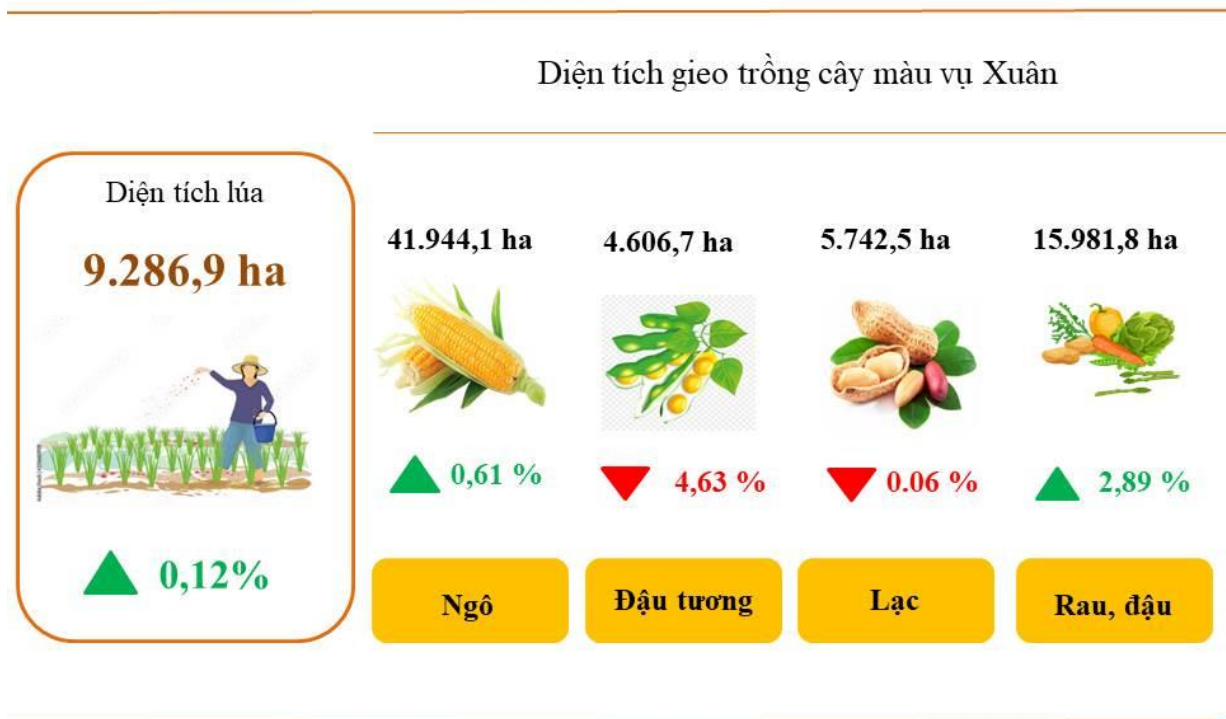 Diện tích gieo trồng cây màu vụ Xuân
Diện tích lúa
9.286,9 ha
0,12%
41.944,1 ha
4.606,7 ha
5.742,5 ha
15.981,8 ha
0,61 %
4,63 %
0.06 %
2,89 %
Ngô
Đậu tương
Lạc
Rau, đậu